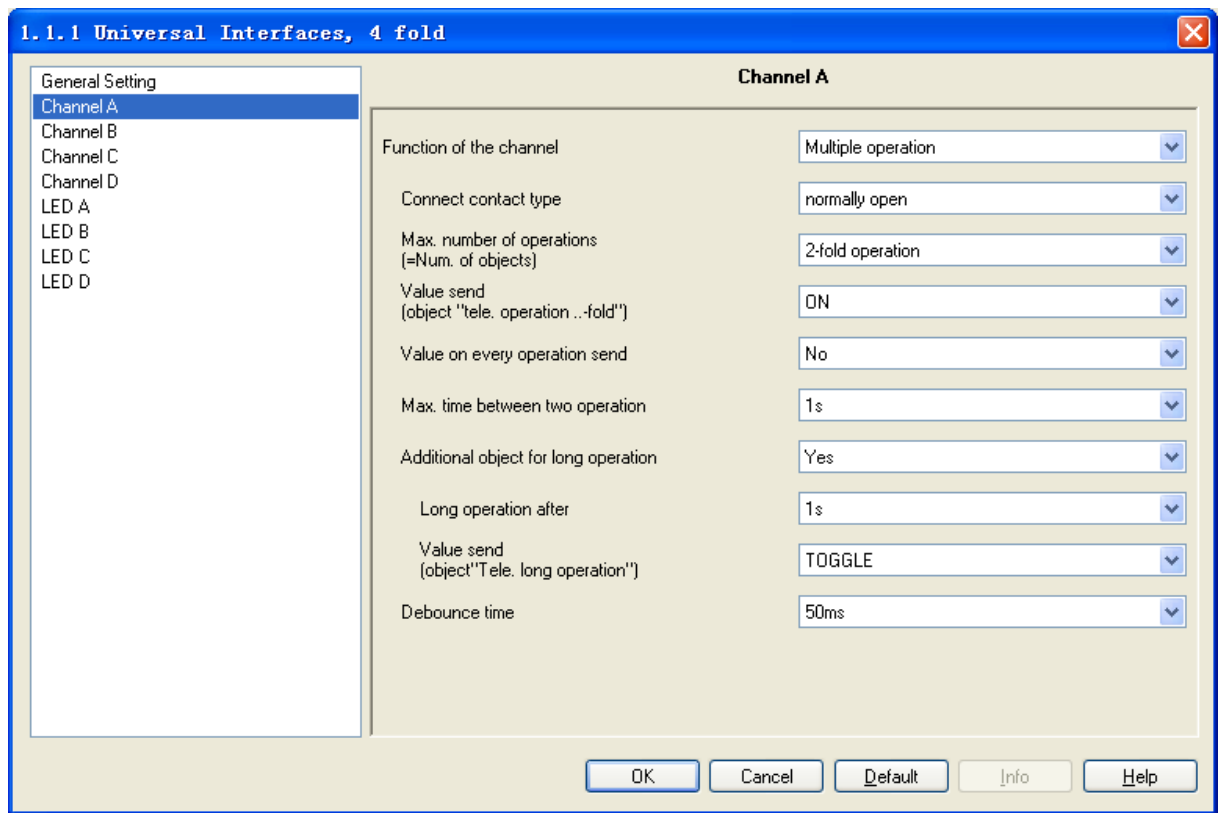 1.1.1 Universal Interfaces, 4 fold
General Setting
Channel A
Channel B
Channel C
Channel D
LED A
LED B
LED C
LED D
Channel A
Function of the channel Multiple operation
Connect contact type normally open
Max. number of operations
(=Num. of objects) 2-fold operation
Value send
(object "tele. operation ..-fold") ON
Value on every operation send No
Max. time between two operation 1s
Additional object for long operation Yes
Long operation after 1s
Value send
(object"Tele. long operation") TOGGLE
Debounce time 50ms
OK Cancel Default Info Help